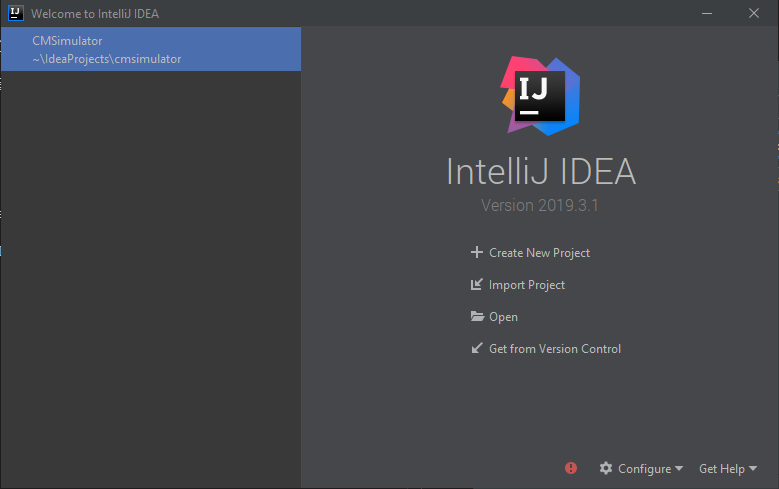 Welcome to IntelliJ IDEA
CMSimulator
~\IdeaProjects\cmsimulator
IJ
IntelliJ IDEA
Version 2019.3.1
Create New Project
Import Project
Open
Get from Version Control
Configure
Get Help